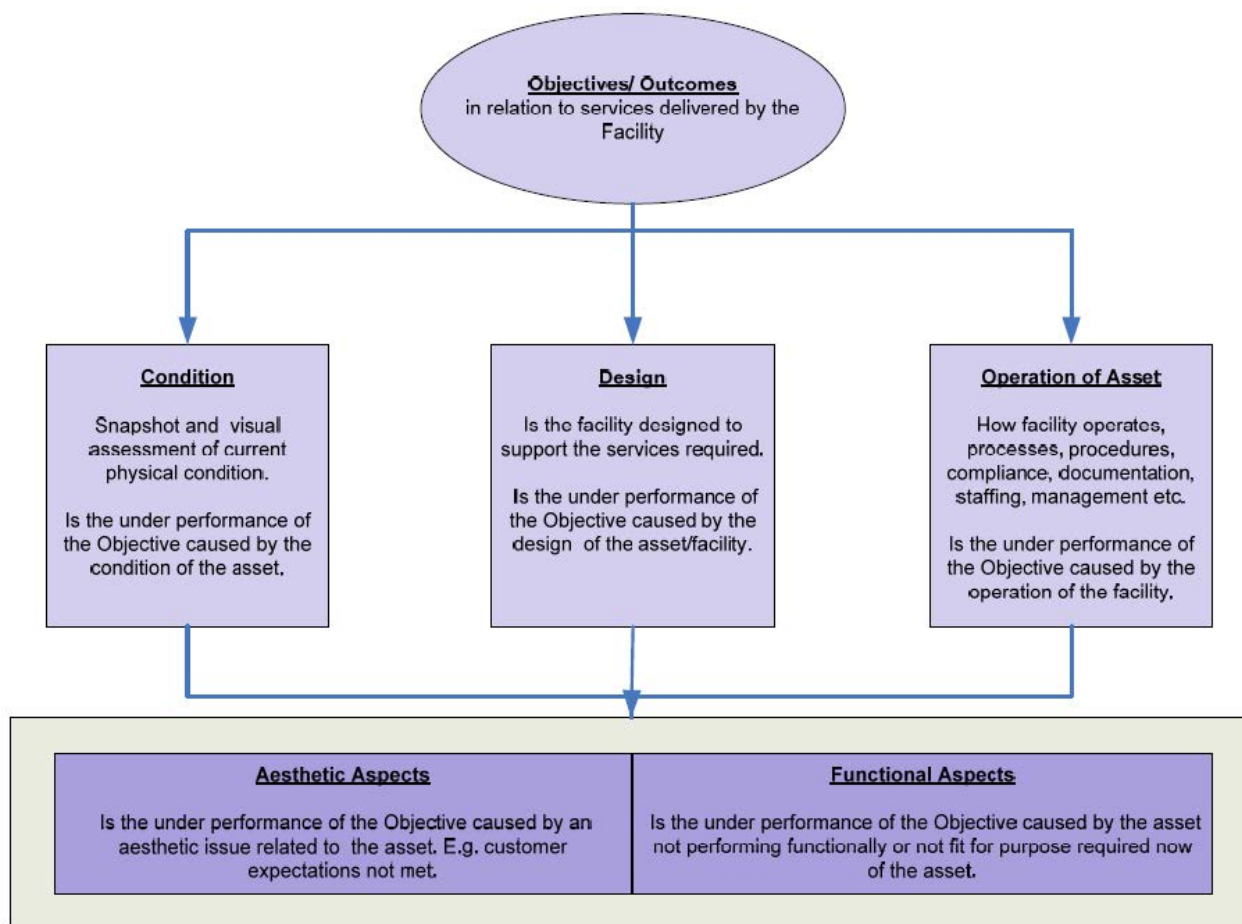 Objectives/ Outcomes
in relation to services delivered by the
Facility
Condition
Snapshot and visual
assessment of current
physical condition.
Is the under performance of
the Objective caused by the
condition of the asset.
Design
Is the facility designed to
support the services required.
Is the under performance of
the Objective caused by the
design of the asset/facility.
Operation of Asset
How facility operates,
processes, procedures,
compliance, documentation,
staffing, management etc.
Is the under performance of
the Objective caused by the
operation of the facility.
Aesthetic Aspects
Is the under performance of the Objective caused by an
aesthetic issue related to the asset. E.g. customer
expectations not met.
Functional Aspects
Is the under performance of the Objective caused by the asset
not performing functionally or not fit for purpose required now
of the asset.